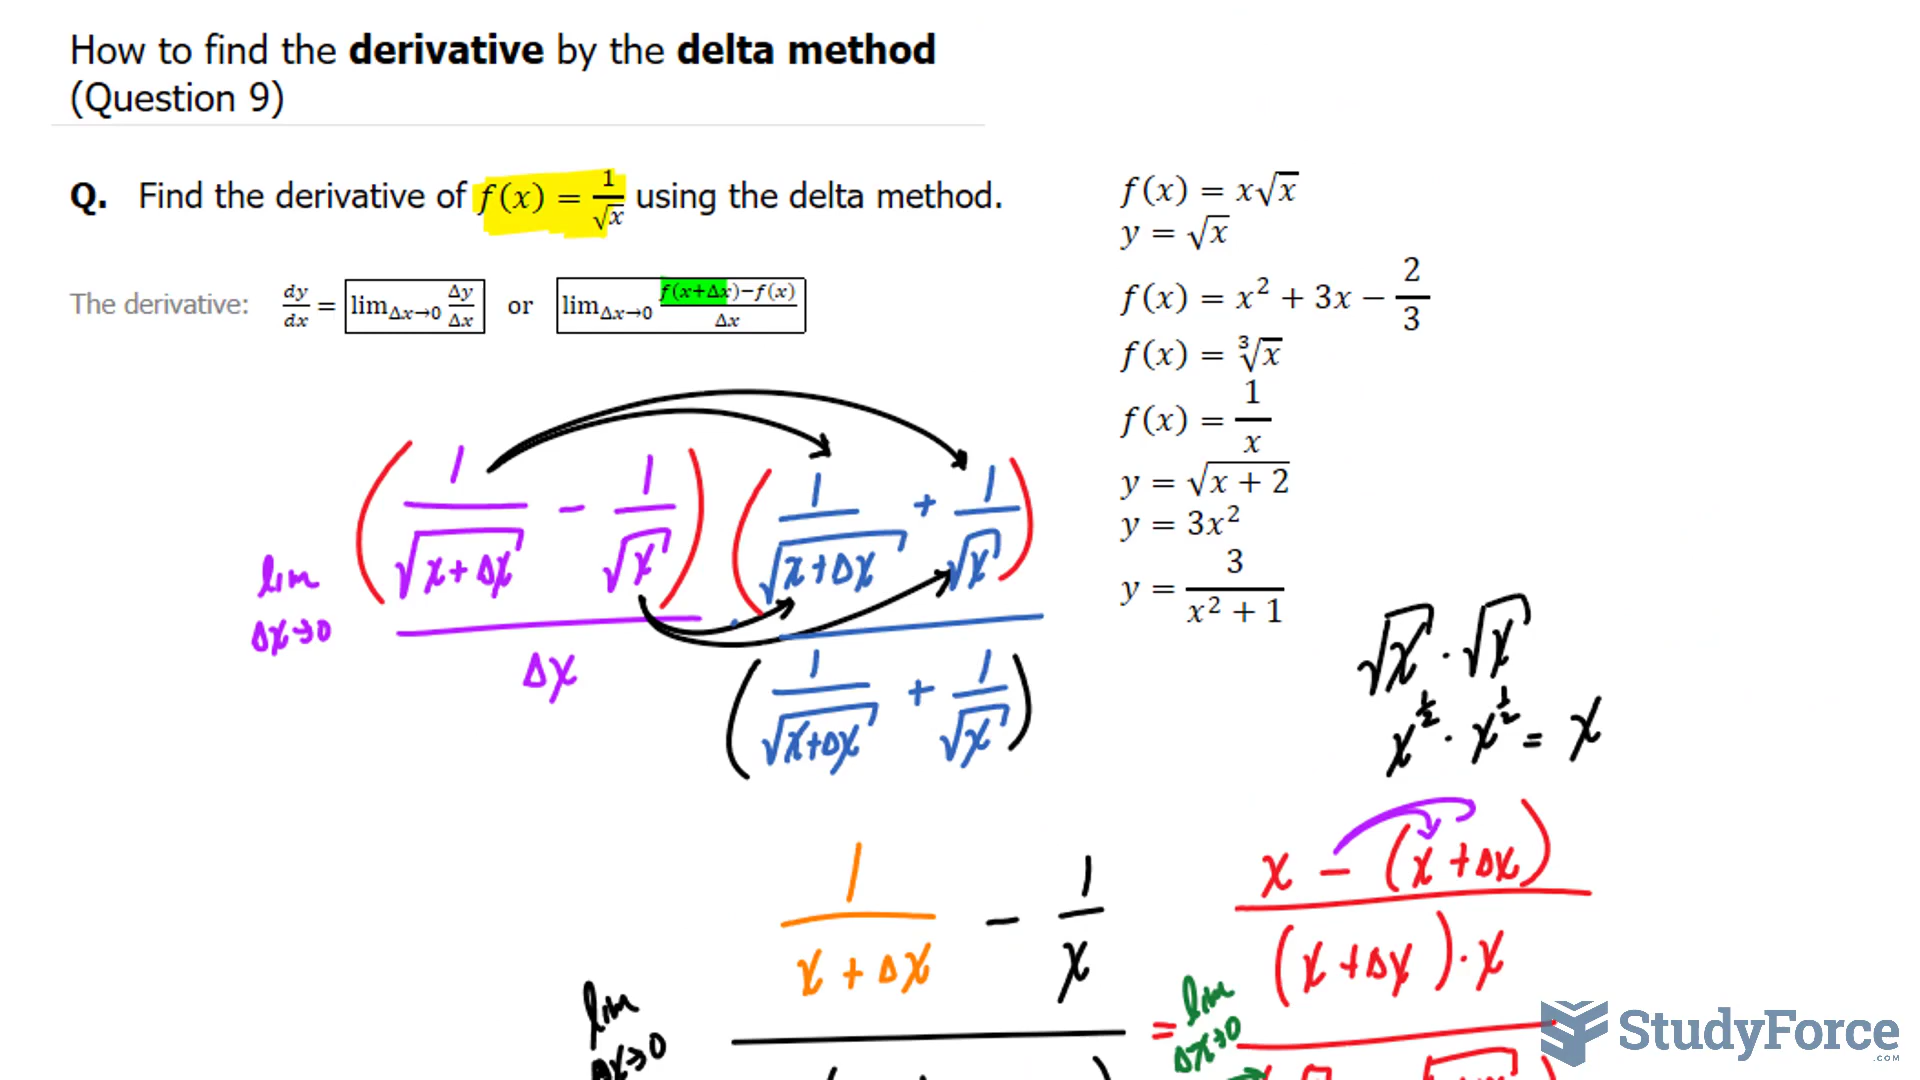 How to find the derivative by the delta method
(Question 9)
Q. Find the derivative of f(x) = 1/√x using the delta method.
The derivative: dy/dx = lim Δx→0 Δy/Δx or lim Δx→0 f(x+Δx)−f(x)/Δx
f(x) = x√x
y = √x
f(x) = x² + 3x − 2/3
f(x) = ∛x
f(x) = 1/x
y = √(x + 2)
y = 3x²
y = 3/(x² + 1)
lim Δx→0 (1/√(x+Δx) − 1/√x) (1/√(x+Δx) + 1/√x)
Δx (1/√(x+Δx) + 1/√x)
√x · √x
x^½ · x^½ = x
lim Δx→0 1/(x+Δx) − 1/x
= lim Δx→0 x − (x+Δx)/(x+Δx)·x
StudyForce
.COM